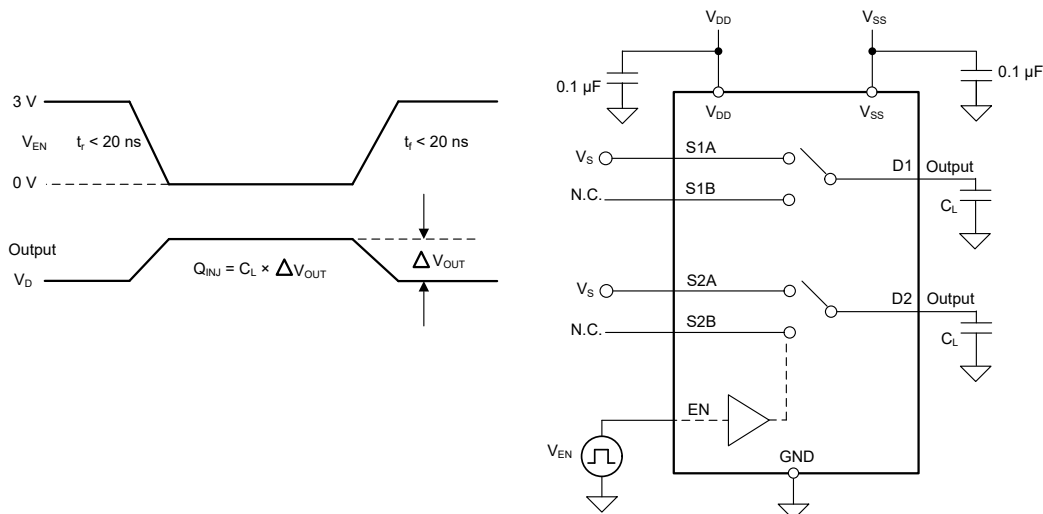 3 V
V_EN
t_r < 20 ns
t_f < 20 ns
0 V
Output
V_D
Q_INJ = C_L × Δ V_OUT
Δ V_OUT
V_DD
V_SS
0.1 µF
0.1 µF
V_DD
V_SS
V_S
S1A
D1
Output
N.C.
S1B
C_L
V_S
S2A
D2
Output
N.C.
S2B
C_L
EN
V_EN
GND